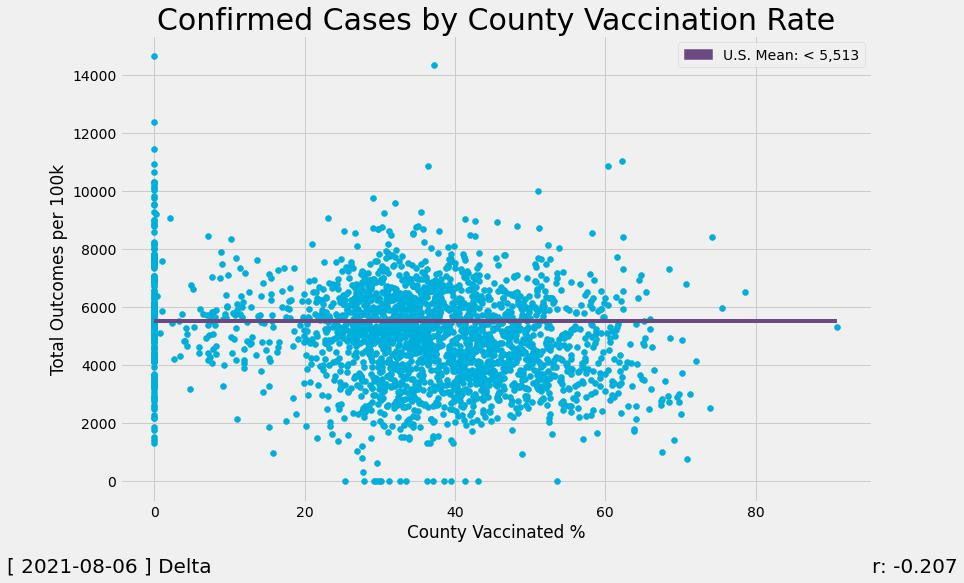 Confirmed Cases by County Vaccination Rate
U.S. Mean: < 5,513
14000
12000
10000
8000
6000
4000
2000
0
Total Outcomes per 100k
0 20 40 60 80
County Vaccinated %
[ 2021-08-06 ] Delta
r: -0.207